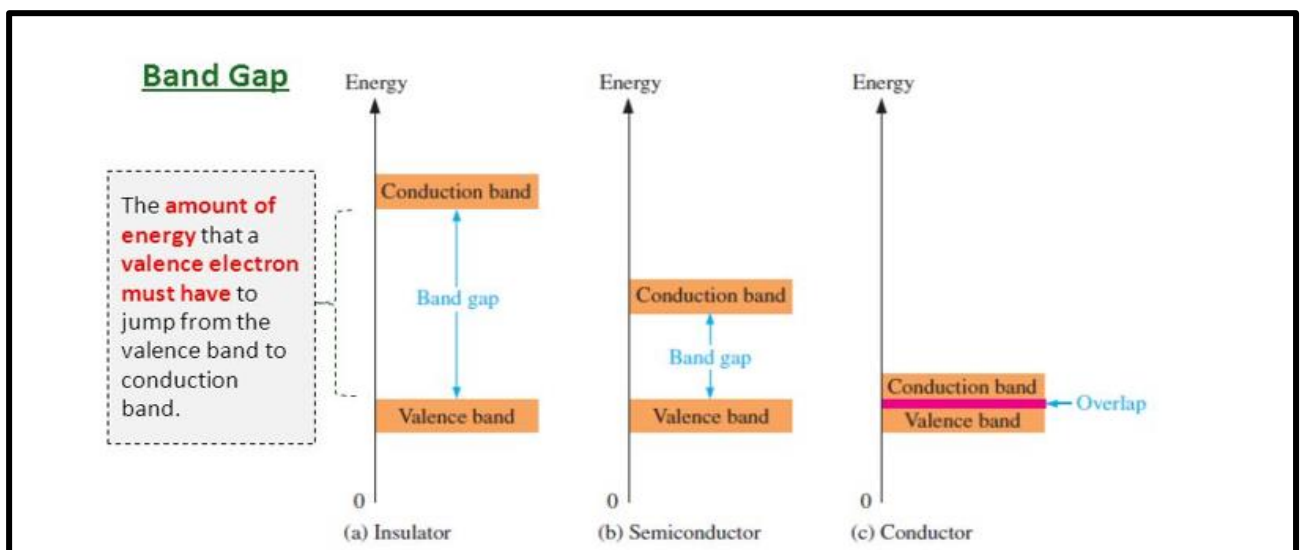 Band Gap
The amount of
energy that a
valence electron
must have to
jump from the
valence band to
conduction
band.
Energy
Conduction band
Band gap
Valence band
0
(a) Insulator
Energy
Conduction band
Band gap
Valence band
0
(b) Semiconductor
Energy
Conduction band
Overlap
Valence band
0
(c) Conductor